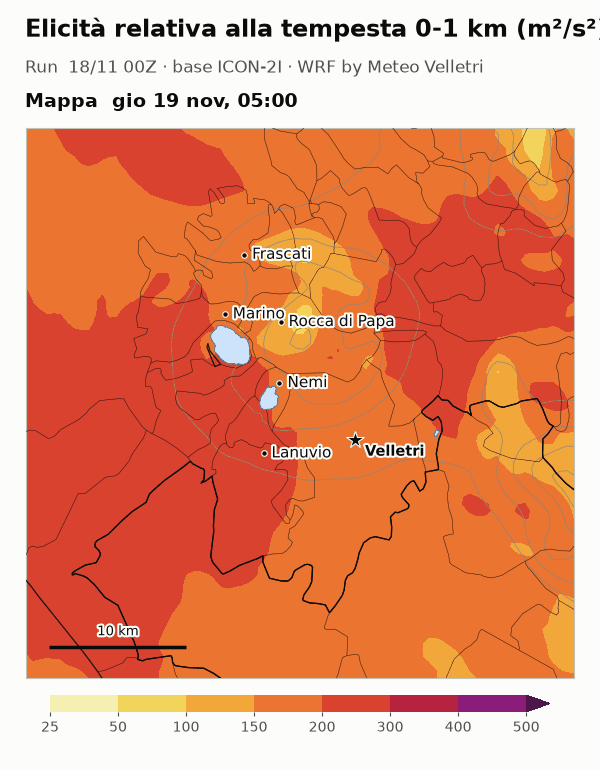 Elicità relativa alla tempesta 0-1 km (m²/s²)
Run 18/11 00Z · base ICON-2I · WRF by Meteo Velletri
Mappa gio 19 nov, 05:00
Frascati
Marino
Rocca di Papa
Nemi
Lanuvio
Velletri
10 km
25 50 100 150 200 300 400 500